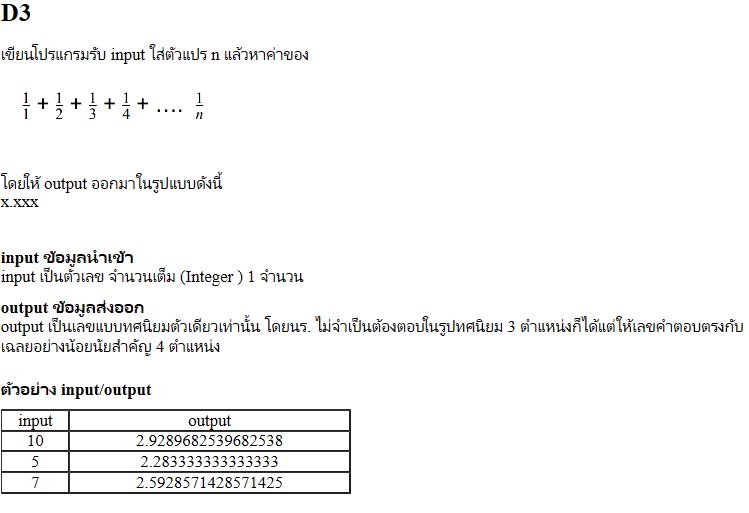 D3
เขียนโปรแกรมรับ input ใส่ตัวแปร n แล้วหาค่าของ
1/1 + 1/2 + 1/3 + 1/4 + .... 1/n
โดยให้ output ออกมาในรูปแบบดังนี้
x.xxx
input ข้อมูลนำเข้า
input เป็นตัวเลข จำนวนเต็ม (Integer ) 1 จำนวน
output ข้อมูลส่งออก
output เป็นเลขแบบทศนิยมตัวเดียวเท่านั้น โดยนร. ไม่จำเป็นต้องตอบในรูปทศนิยม 3 ตำแหน่งก็ได้แต่ให้เลขคำตอบตรงกับ
เฉลยอย่างน้อยนัยสำคัญ 4 ตำแหน่ง
ตัวอย่าง input/output
input output
10 2.9289682539682538
5 2.283333333333333
7 2.5928571428571425